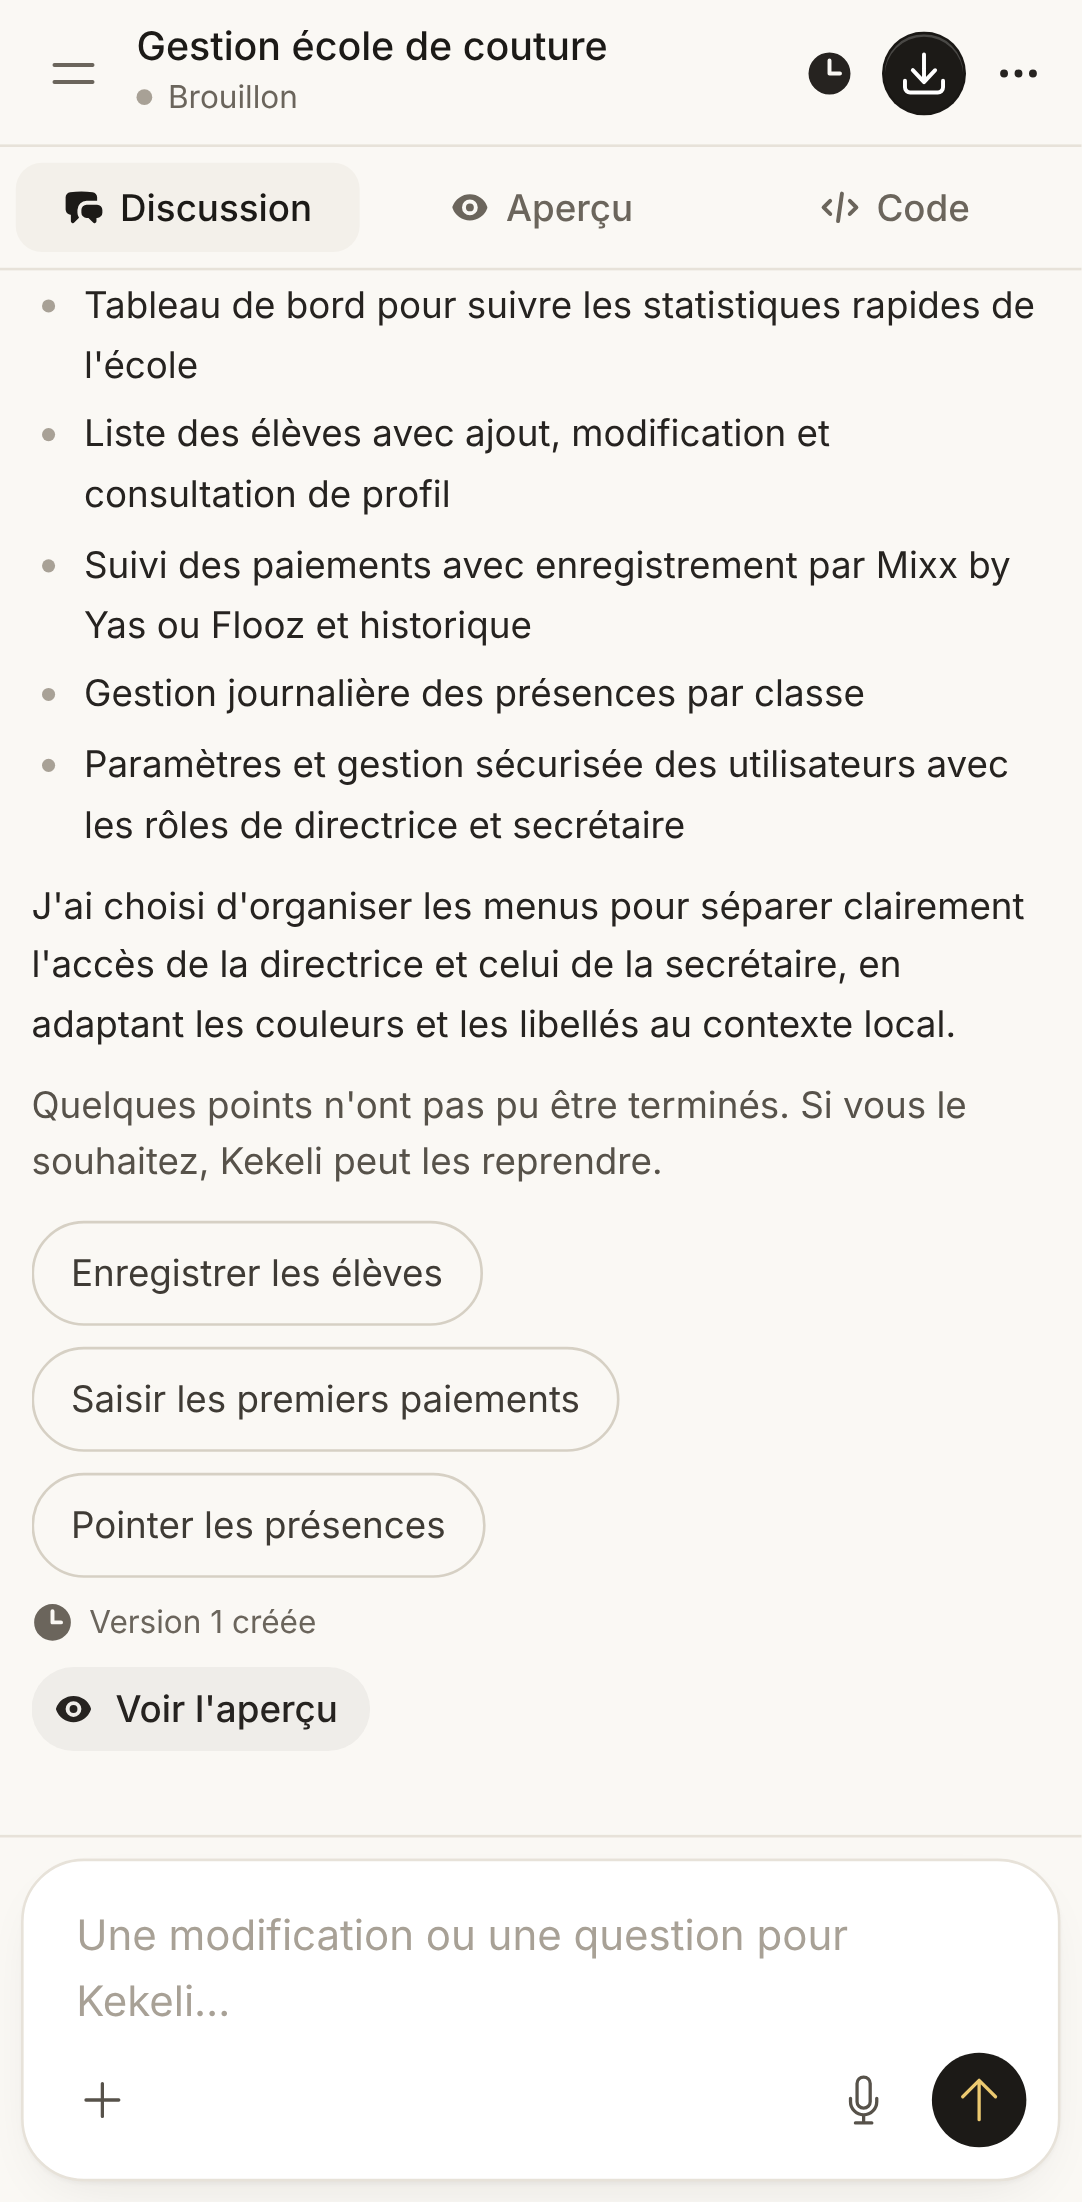 Gestion école de couture
Brouillon
Discussion
Aperçu
Code
Tableau de bord pour suivre les statistiques rapides de
l'école
Liste des élèves avec ajout, modification et
consultation de profil
Suivi des paiements avec enregistrement par Mixx by
Yas ou Flooz et historique
Gestion journalière des présences par classe
Paramètres et gestion sécurisée des utilisateurs avec
les rôles de directrice et secrétaire
J'ai choisi d'organiser les menus pour séparer clairement
l'accès de la directrice et celui de la secrétaire, en
adaptant les couleurs et les libellés au contexte local.
Quelques points n'ont pas pu être terminés. Si vous le
souhaitez, Kekeli peut les reprendre.
Enregistrer les élèves
Saisir les premiers paiements
Pointer les présences
Version 1 créée
Voir l'aperçu
Une modification ou une question pour
Kekeli...